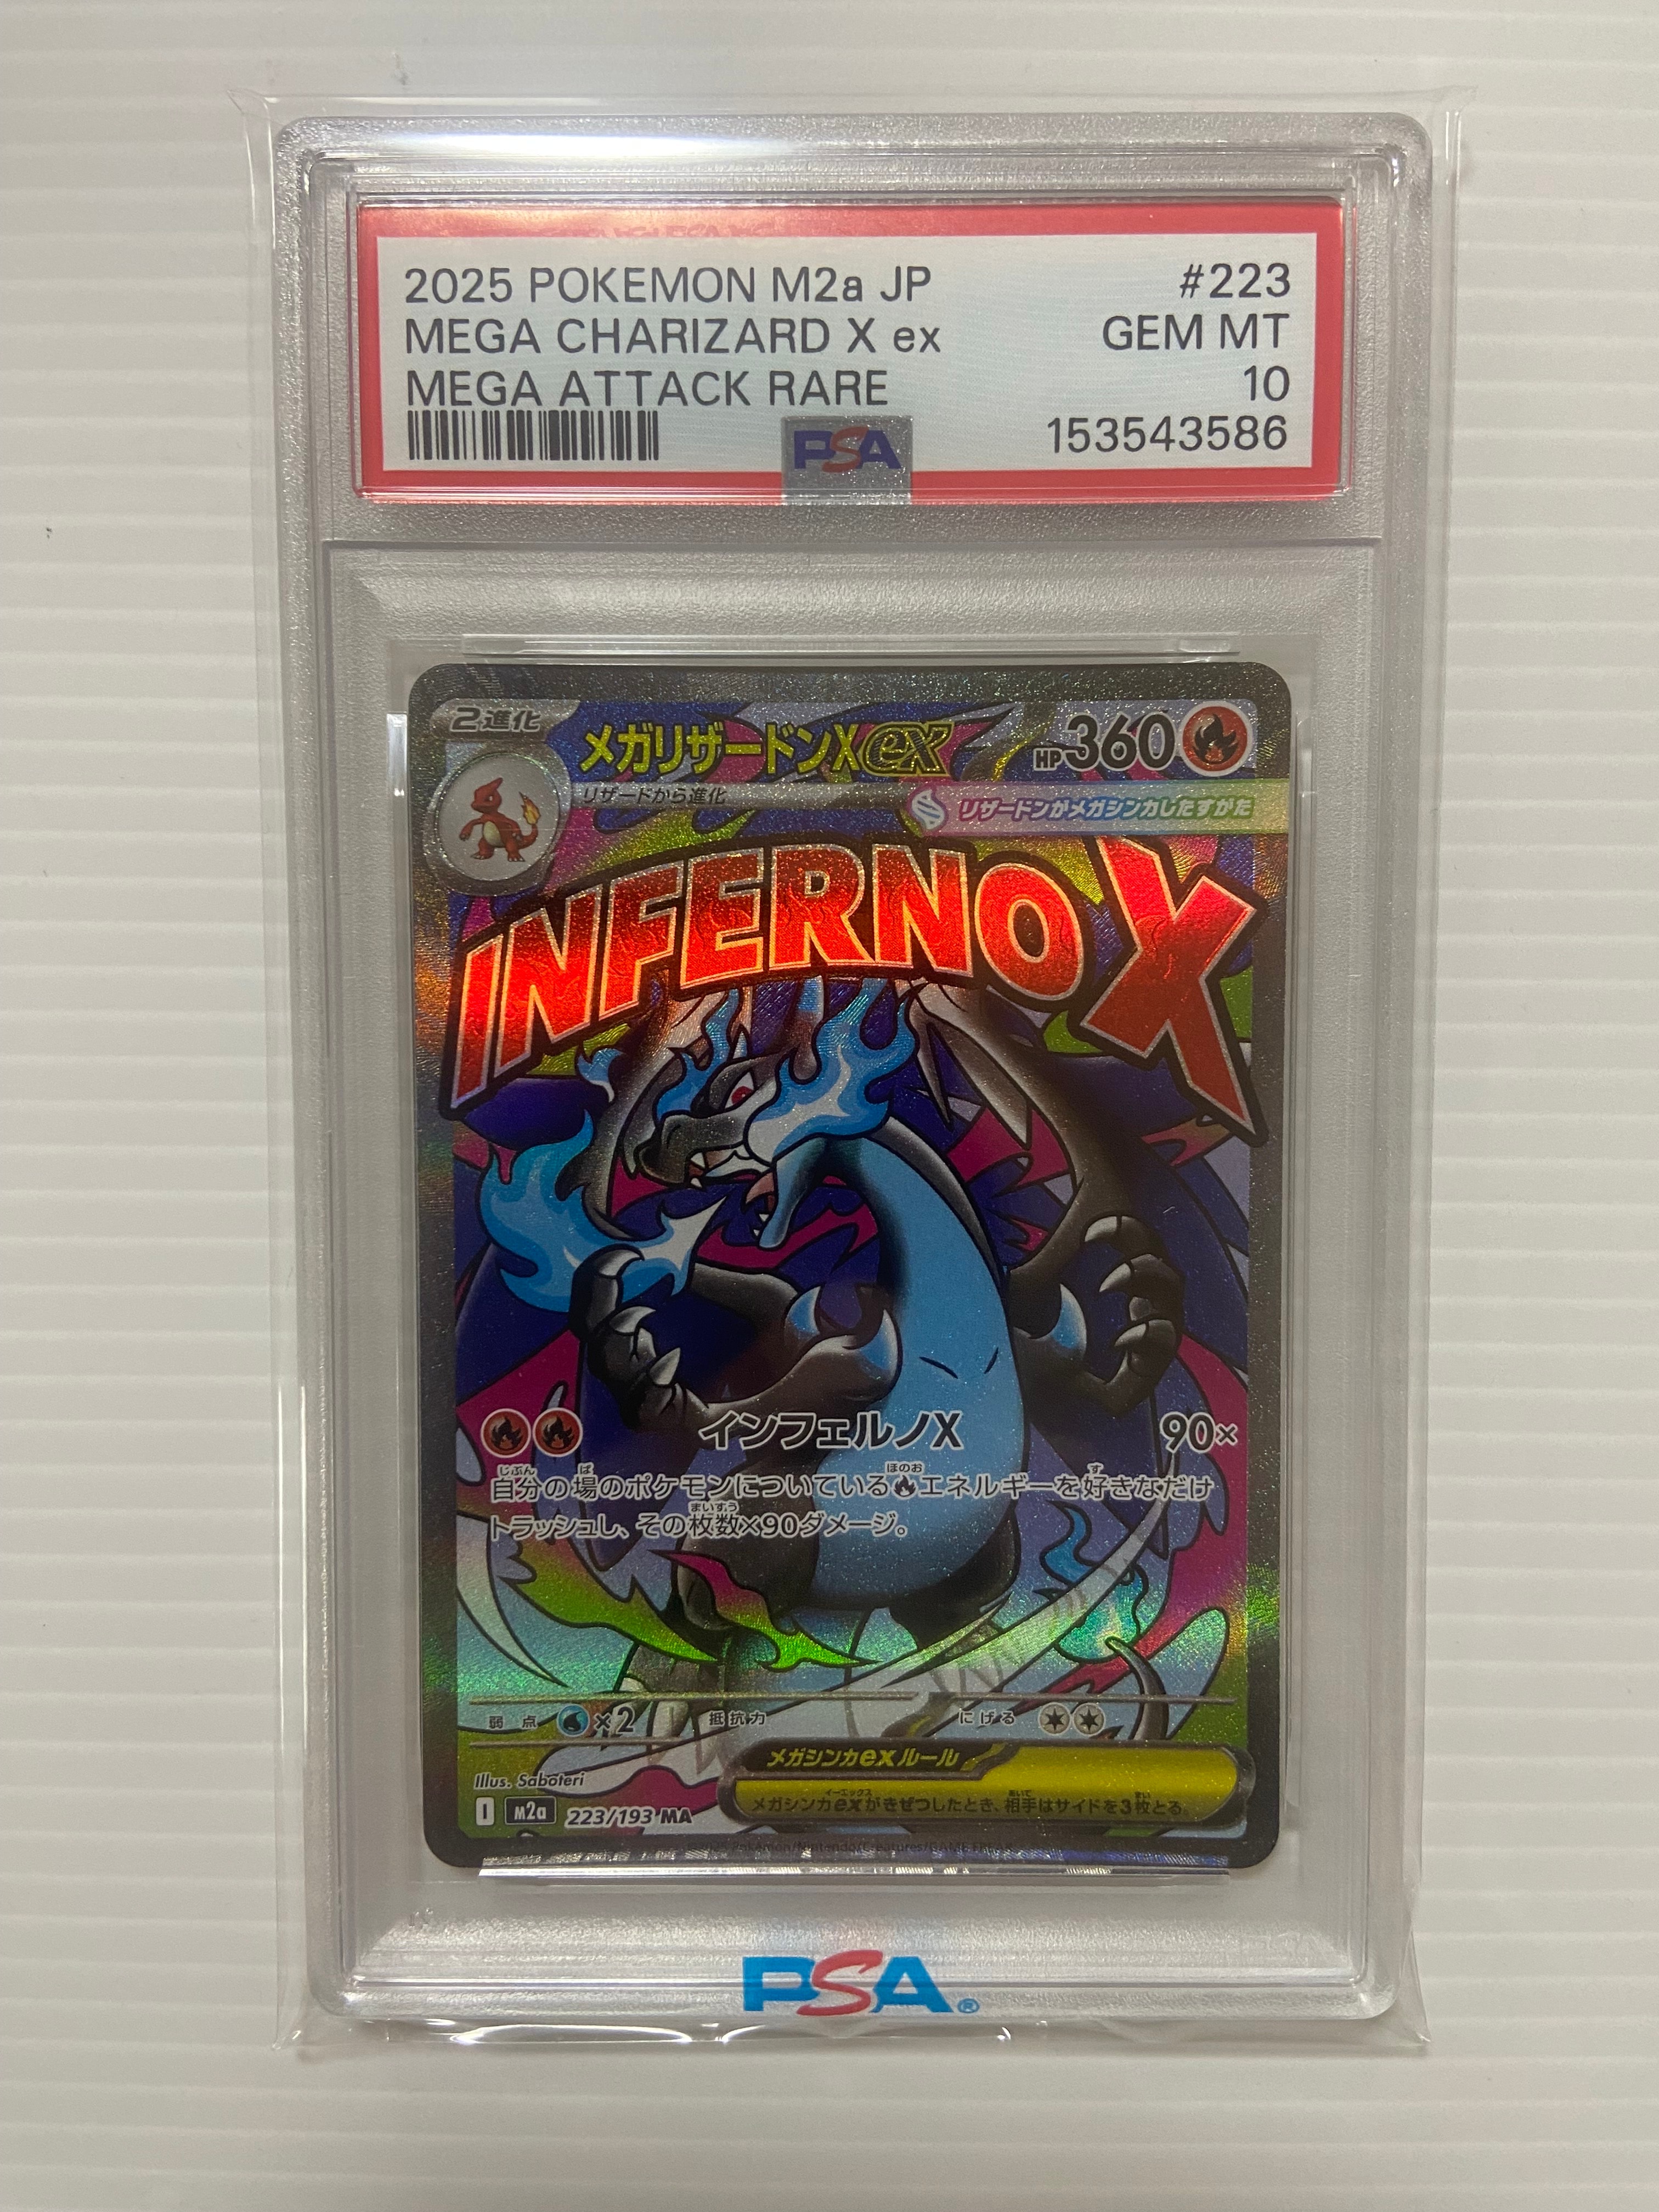 2025 POKEMON M2a JP #223
MEGA CHARIZARD X ex GEM MT
MEGA ATTACK RARE 10
153543586
PSA
2進化
メガリザードンXex HP360
リザードから進化
リザードンがメガシンカしたすがた
INFERNO X
インフェルノX 90×
自分の場のポケモンについているエネルギーを好きなだけ
トラッシュし、その枚数×90ダメージ。
弱点 ×2 抵抗力 にげる
メガシンカexルール
メガシンカexがきぜつしたとき、相手はサイドを3枚とる。
Illus. Saboteri
I m2a 223/193 MA
PSA®